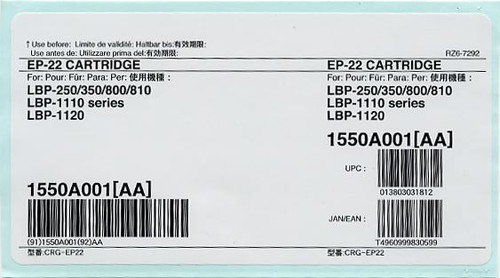 ↑ Use before: Limite de validité: Haltbar bis:有效期限:
Use antes de: Utilizzare prima del:有効期限:
RZ6-7292
EP-22 CARTRIDGE
For: Pour: Für: Para: Per: 使用機種 :
LBP-250/350/800/810
LBP-1110 series
LBP-1120
1550A001[AA]
(91)1550A001(92)AA
型番: CRG-EP22
EP-22 CARTRIDGE
For: Pour: Für: Para: Per: 使用機種 :
LBP-250/350/800/810
LBP-1110 series
LBP-1120
1550A001[AA]
UPC :
013803031812
JAN/EAN :
T4960999830599
型番: CRG-EP22